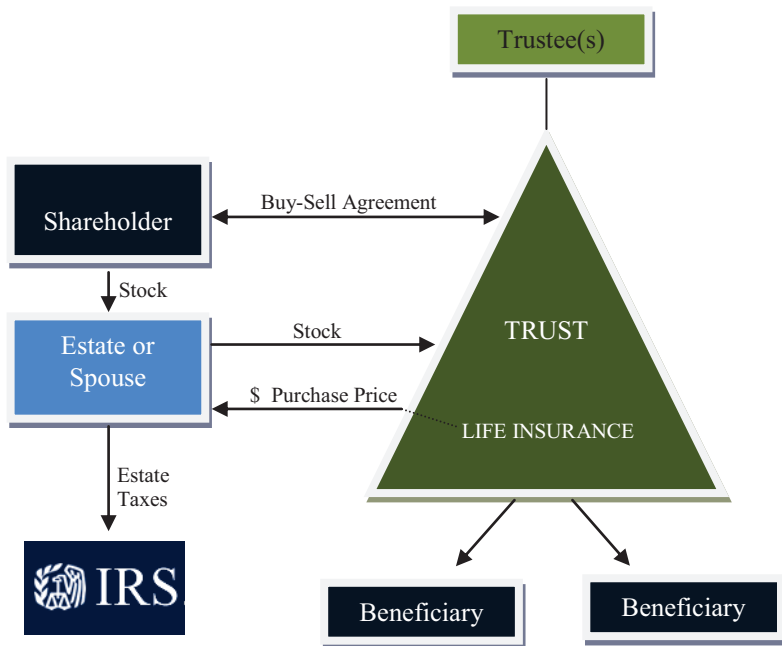 Trustee(s)
Shareholder
Buy-Sell Agreement
Stock
Estate or
Spouse
Stock
TRUST
$ Purchase Price
LIFE INSURANCE
Estate
Taxes
IRS
Beneficiary
Beneficiary